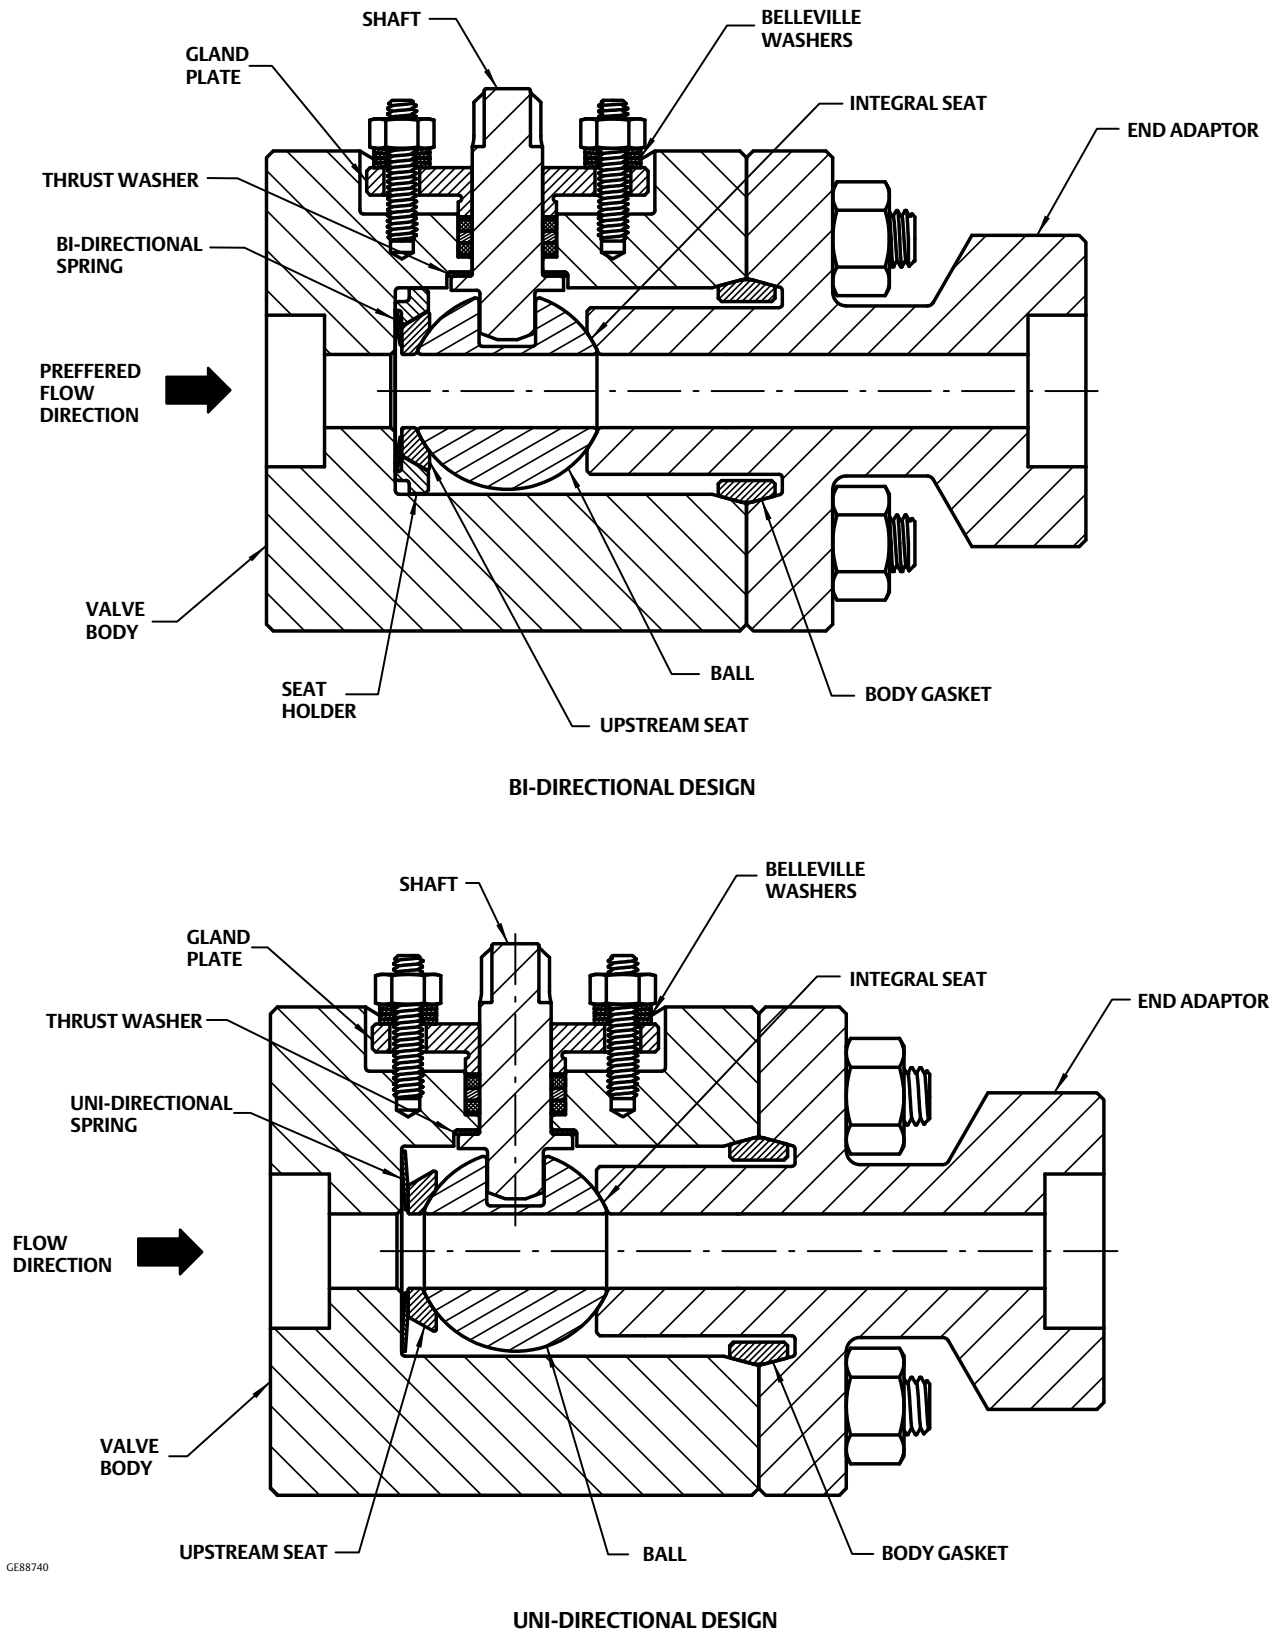 SHAFT
BELLEVILLE
WASHERS
GLAND
PLATE
INTEGRAL SEAT
END ADAPTOR
THRUST WASHER
BI-DIRECTIONAL
SPRING
PREFFERED
FLOW
DIRECTION
VALVE
BODY
SEAT
HOLDER
BALL
BODY GASKET
UPSTREAM SEAT
BI-DIRECTIONAL DESIGN
SHAFT
BELLEVILLE
WASHERS
GLAND
PLATE
INTEGRAL SEAT
END ADAPTOR
THRUST WASHER
UNI-DIRECTIONAL
SPRING
FLOW
DIRECTION
VALVE
BODY
UPSTREAM SEAT
BALL
BODY GASKET
GE88740
UNI-DIRECTIONAL DESIGN